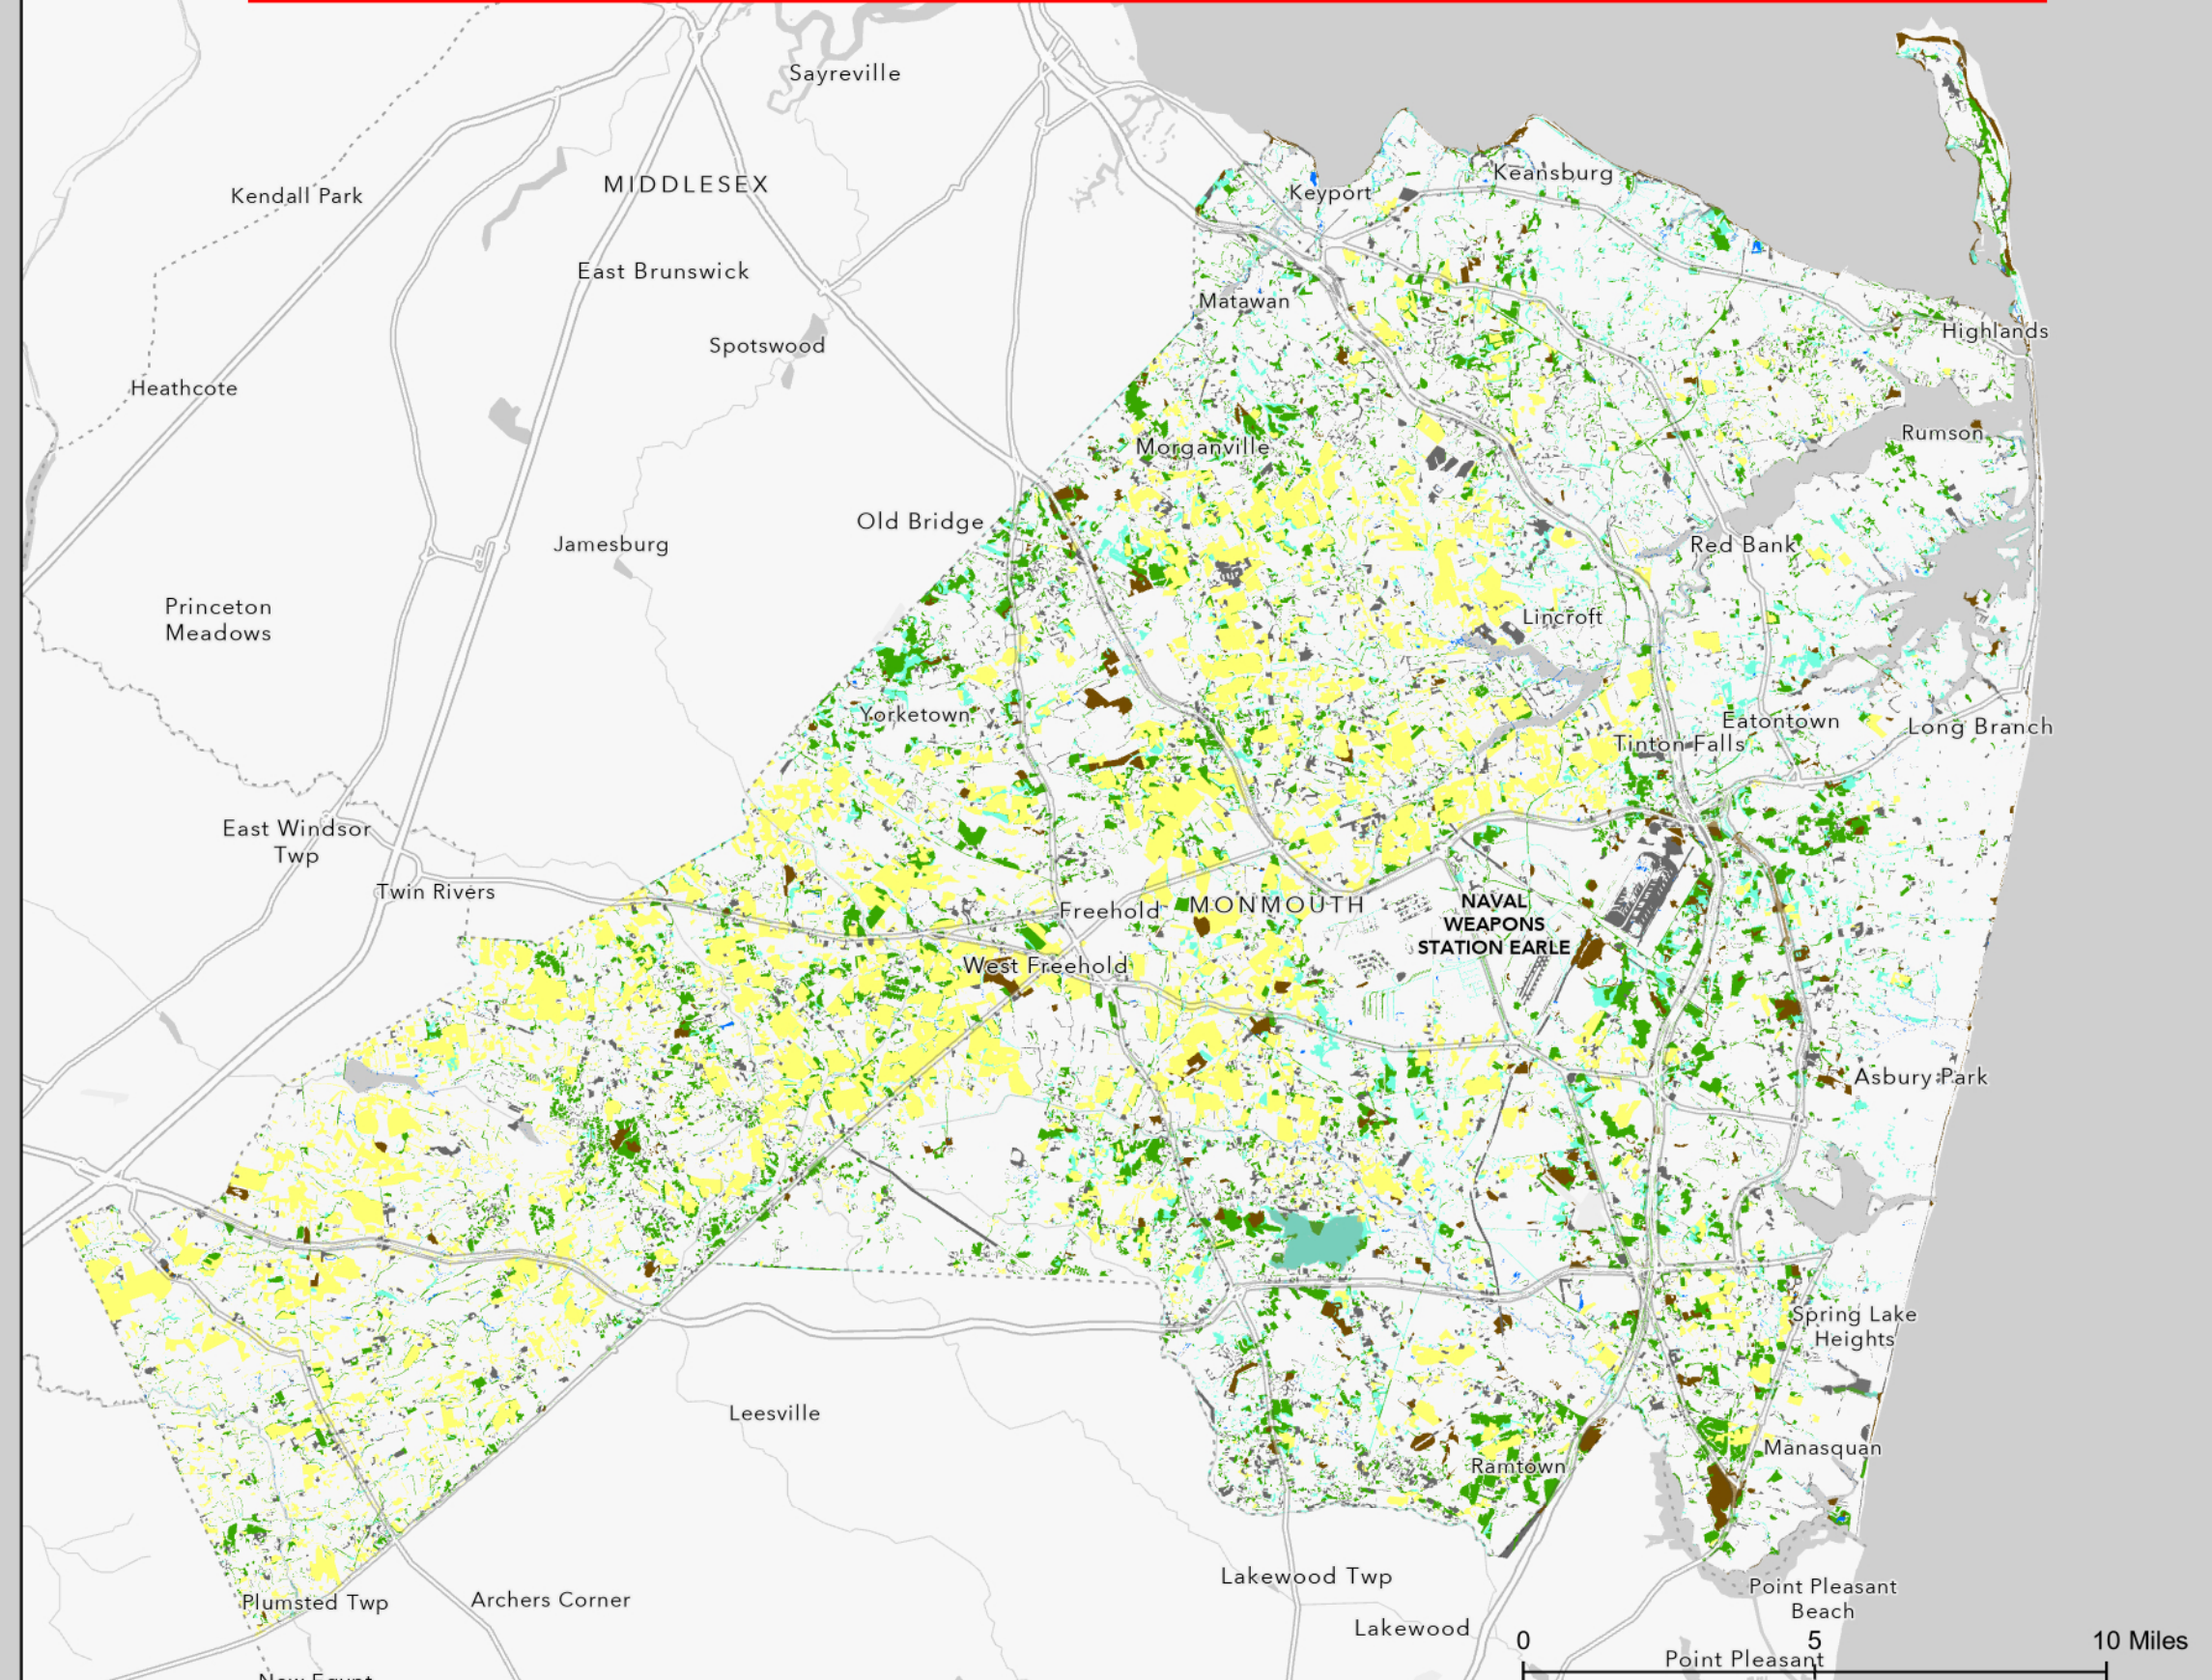 Sayreville
MIDDLESEX
Kendall Park
Keansburg
Keyport
East Brunswick
Matawan
Highlands
Spotswood
Heathcote
Rumson
Morganville
Old Bridge
Jamesburg
Red Bank
Princeton
Meadows
Lincroft
Yorketown
Eatontown
Long Branch
Tinton Falls
East Windsor
Twp
Twin Rivers
Freehold
MONMOUTH
NAVAL
WEAPONS
STATION EARLE
West Freehold
Asbury Park
Spring Lake
Heights
Leesville
Manasquan
Ramtown
Lakewood Twp
Point Pleasant
Beach
Plumsted Twp
Archers Corner
Lakewood
0 5 10 Miles
Point Pleasant
New Egypt